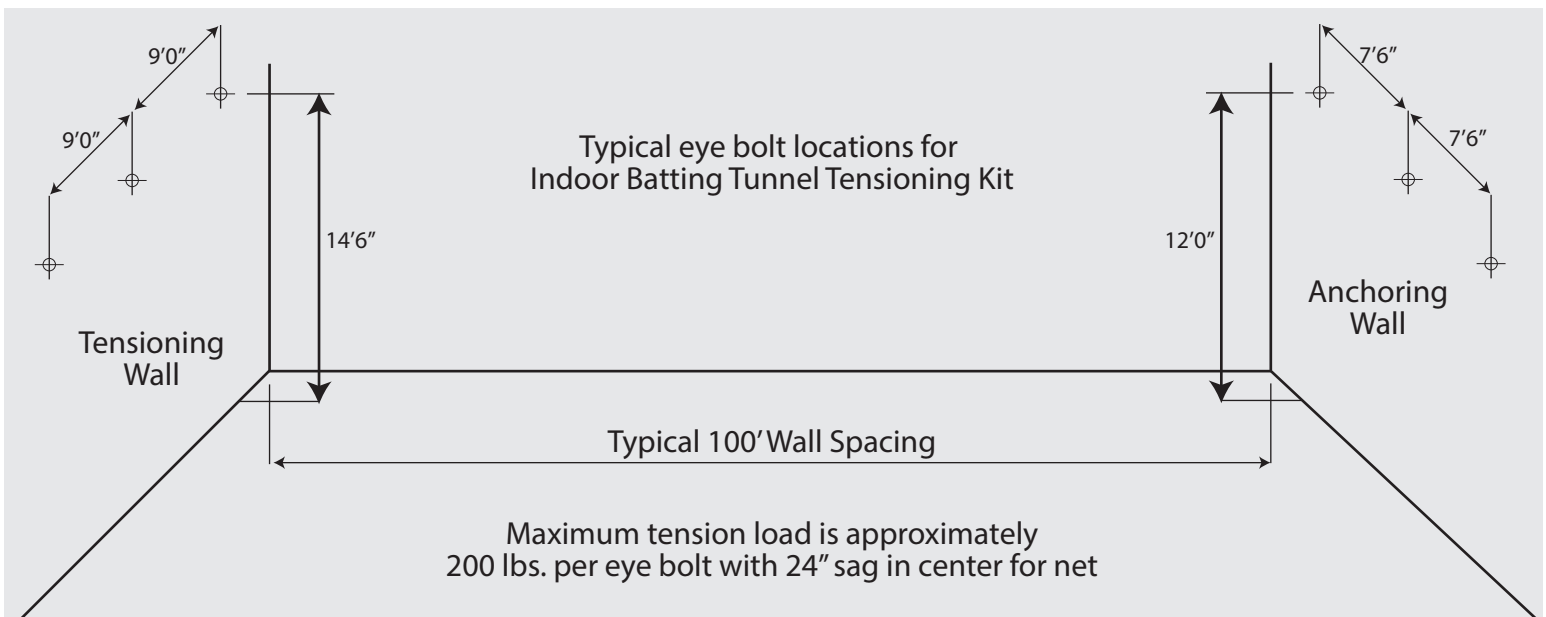 9’0”
9’0”
7’6”
7’6”
Typical eye bolt locations for
Indoor Batting Tunnel Tensioning Kit
14’6”
12’0”
Tensioning
Wall
Anchoring
Wall
Typical 100’ Wall Spacing
Maximum tension load is approximately
200 lbs. per eye bolt with 24” sag in center for net